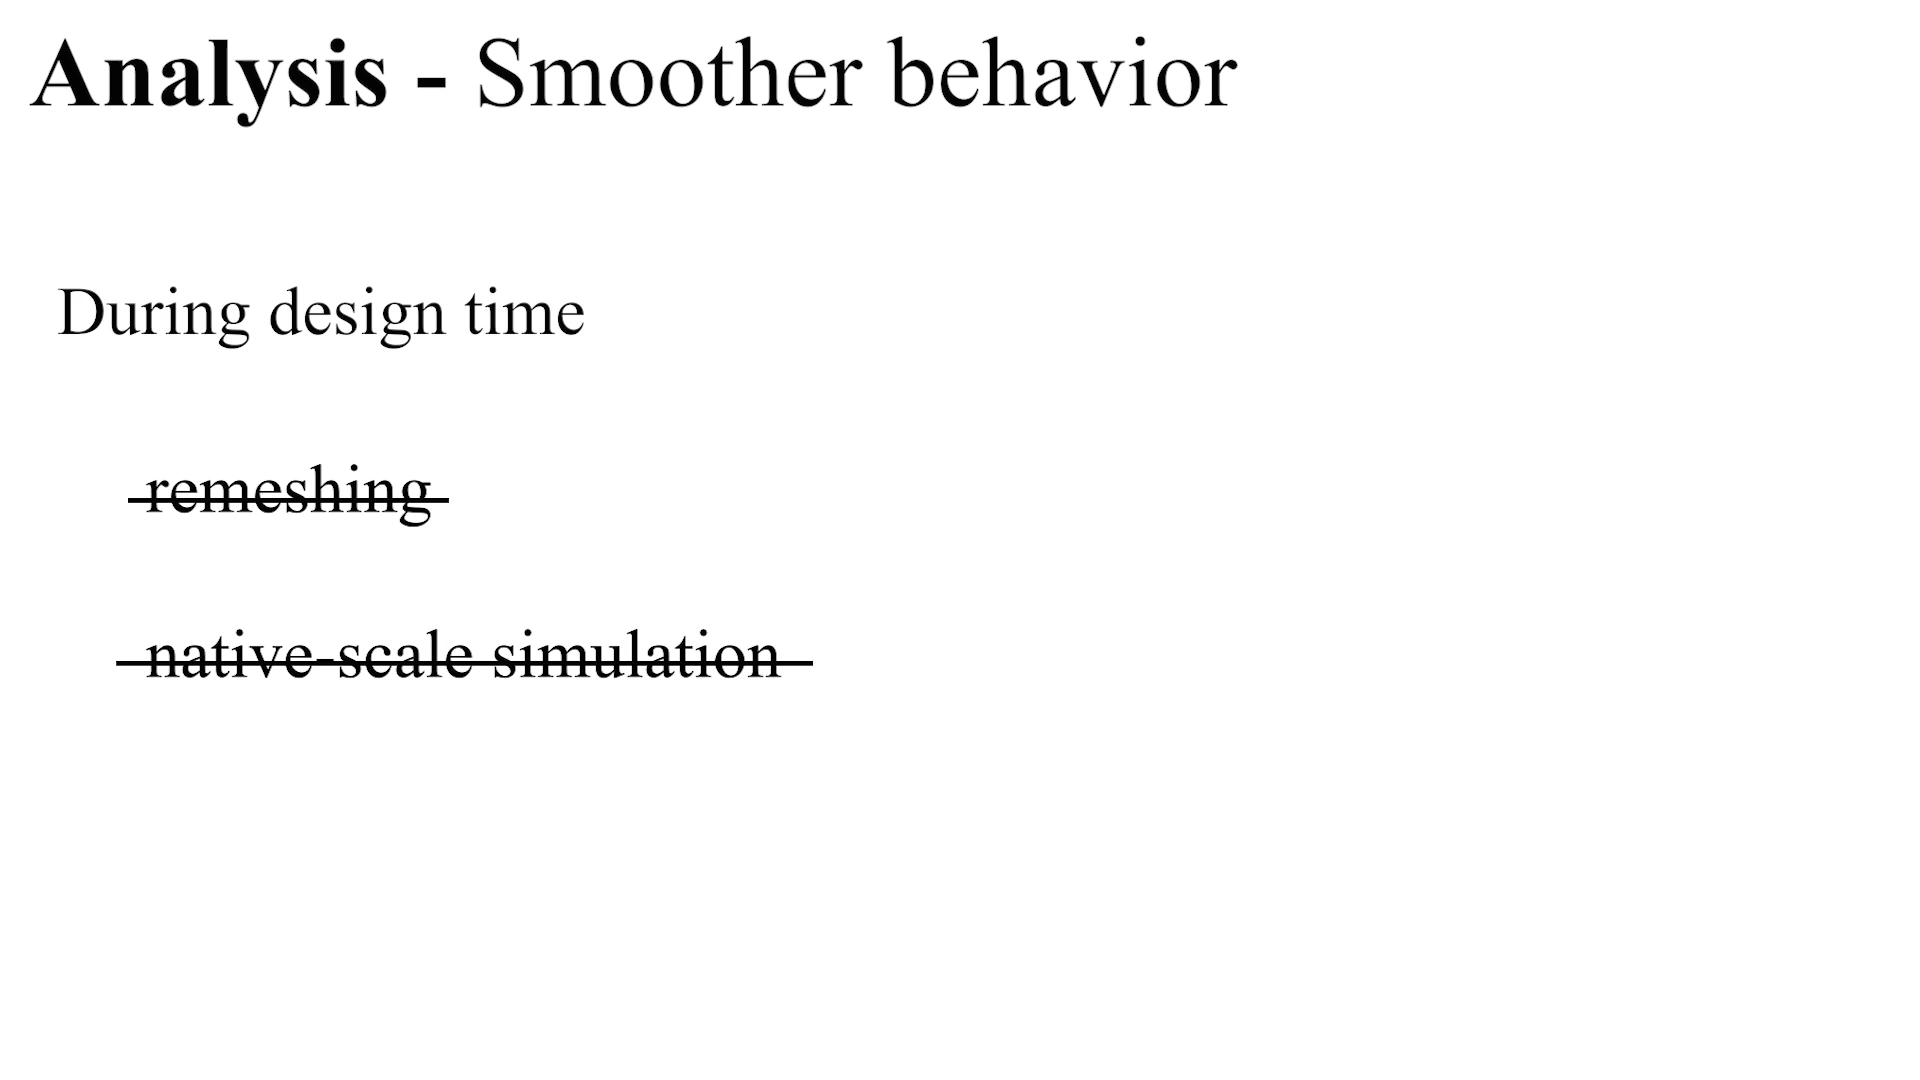 Analysis - Smoother behavior
During design time
remeshing
native-scale simulation